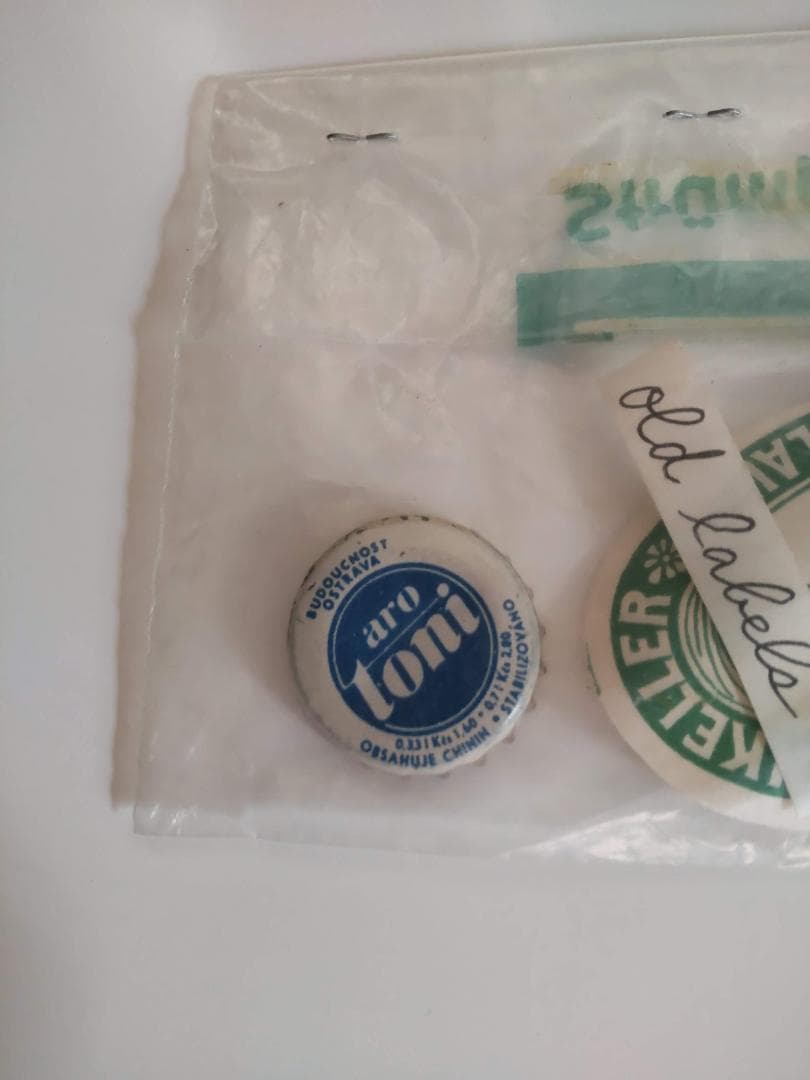 Strüm
old labels
BUDOUCNOST
OSTRAVA
aro
toni
0,33 l Kčs 1,60 • 0,7 l Kčs 2,80
OBSAHUJE CHININ • STABILIZOVÁNO
KELLER